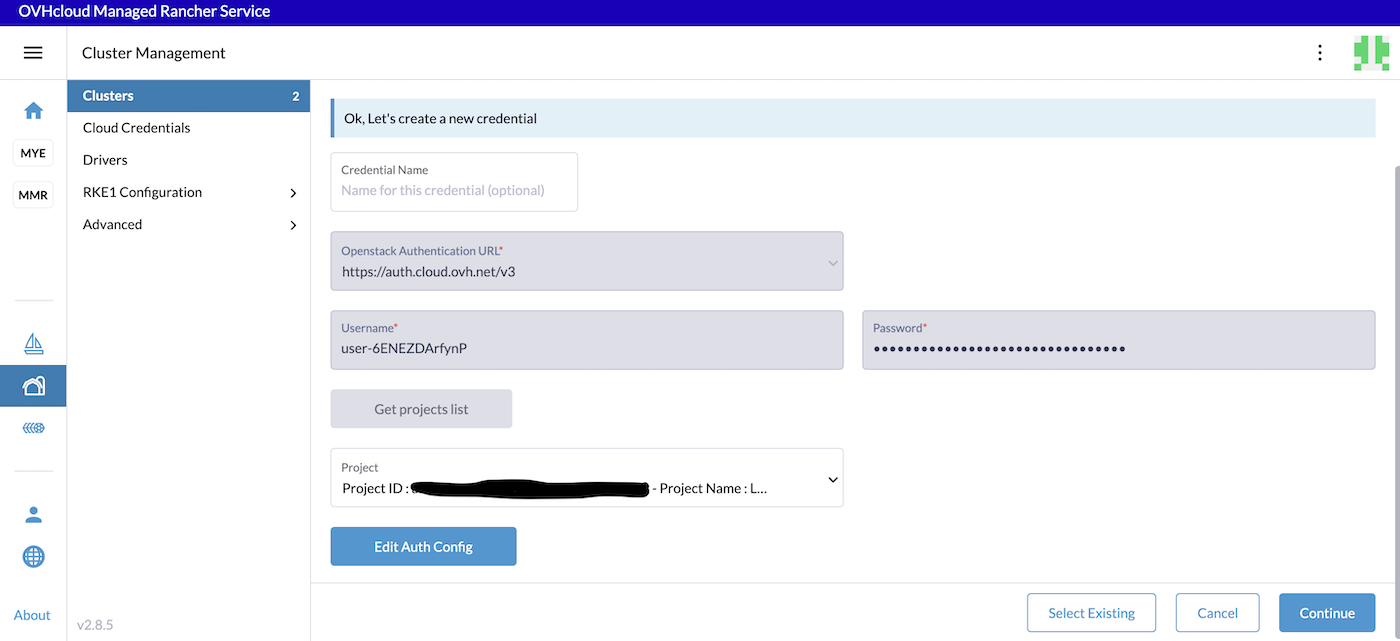 OVHcloud Managed Rancher Service
Cluster Management
MYE
MMR
About
Clusters 2
Cloud Credentials
Drivers
RKE1 Configuration
Advanced
v2.8.5
Ok, Let's create a new credential
Credential Name
Name for this credential (optional)
Openstack Authentication URL*
https://auth.cloud.ovh.net/v3
Username*
user-6ENEZDArfynP
Password*
••••••••••••••••••••••••••••••••
Get projects list
Project
Project ID : - Project Name : L...
Edit Auth Config
Select Existing
Cancel
Continue